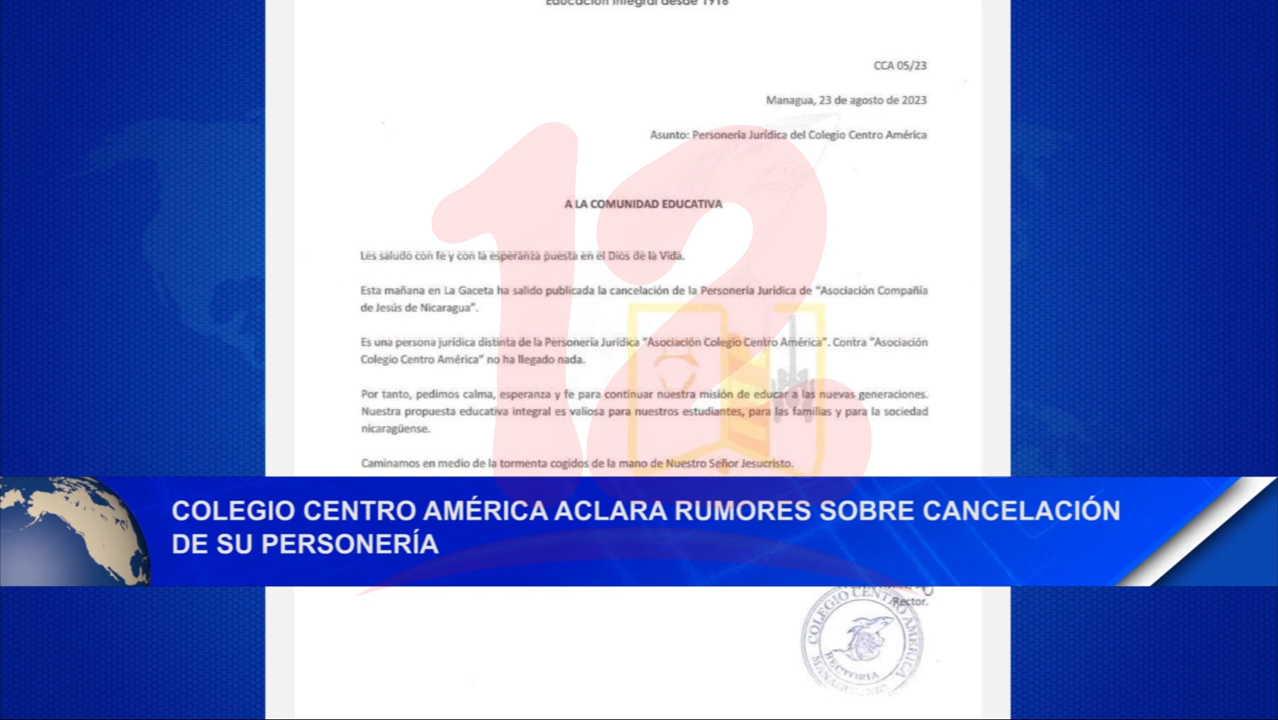 Educación Integral desde 1916
CCA 05/23
Managua, 23 de agosto de 2023
Asunto: Personería Jurídica del Colegio Centro América
A LA COMUNIDAD EDUCATIVA
Les saludo con fe y con la esperanza puesta en el Dios de la Vida.
Esta mañana en La Gaceta ha salido publicada la cancelación de la Personería Jurídica de “Asociación Compañía
de Jesús de Nicaragua”.
Es una persona jurídica distinta de la Personería Jurídica “Asociación Colegio Centro América”. Contra “Asociación
Colegio Centro América” no ha llegado nada.
Por tanto, pedimos calma, esperanza y fe para continuar nuestra misión de educar a las nuevas generaciones.
Nuestra propuesta educativa integral es valiosa para nuestros estudiantes, para las familias y para la sociedad
nicaragüense.
Caminamos en medio de la tormenta cogidos de la mano de Nuestro Señor Jesucristo.
12
COLEGIO CENTRO AMÉRICA ACLARA RUMORES SOBRE CANCELACIÓN
DE SU PERSONERÍA
Rector.
COLEGIO CENTRO AMERICA
RECTORIA